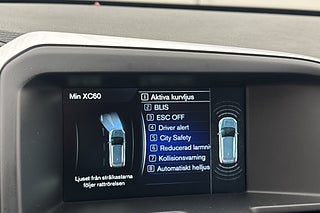 Min XC60
1 Aktiva kurvljus
2 BLIS
3 ESC OFF
4 Driver alert
5 City Safety
6 Reducerad larmniv
7 Kollisionsvarning
8 Automatiskt helljus
Ljuset från strålkastarna
följer rattrörelsen